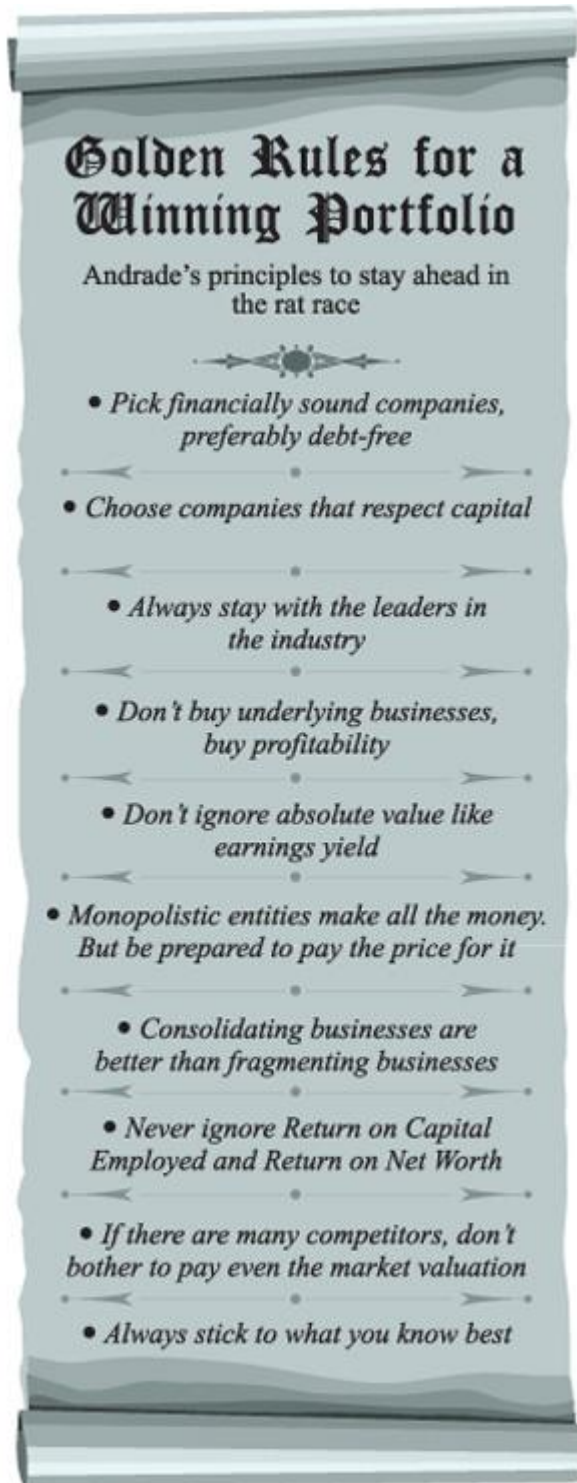 Golden Rules for a
Winning Portfolio
Andrade's principles to stay ahead in
the rat race
• Pick financially sound companies,
preferably debt-free
• Choose companies that respect capital
• Always stay with the leaders in
the industry
• Don't buy underlying businesses,
buy profitability
• Don't ignore absolute value like
earnings yield
• Monopolistic entities make all the money.
But be prepared to pay the price for it
• Consolidating businesses are
better than fragmenting businesses
• Never ignore Return on Capital
Employed and Return on Net Worth
• If there are many competitors, don't
bother to pay even the market valuation
• Always stick to what you know best